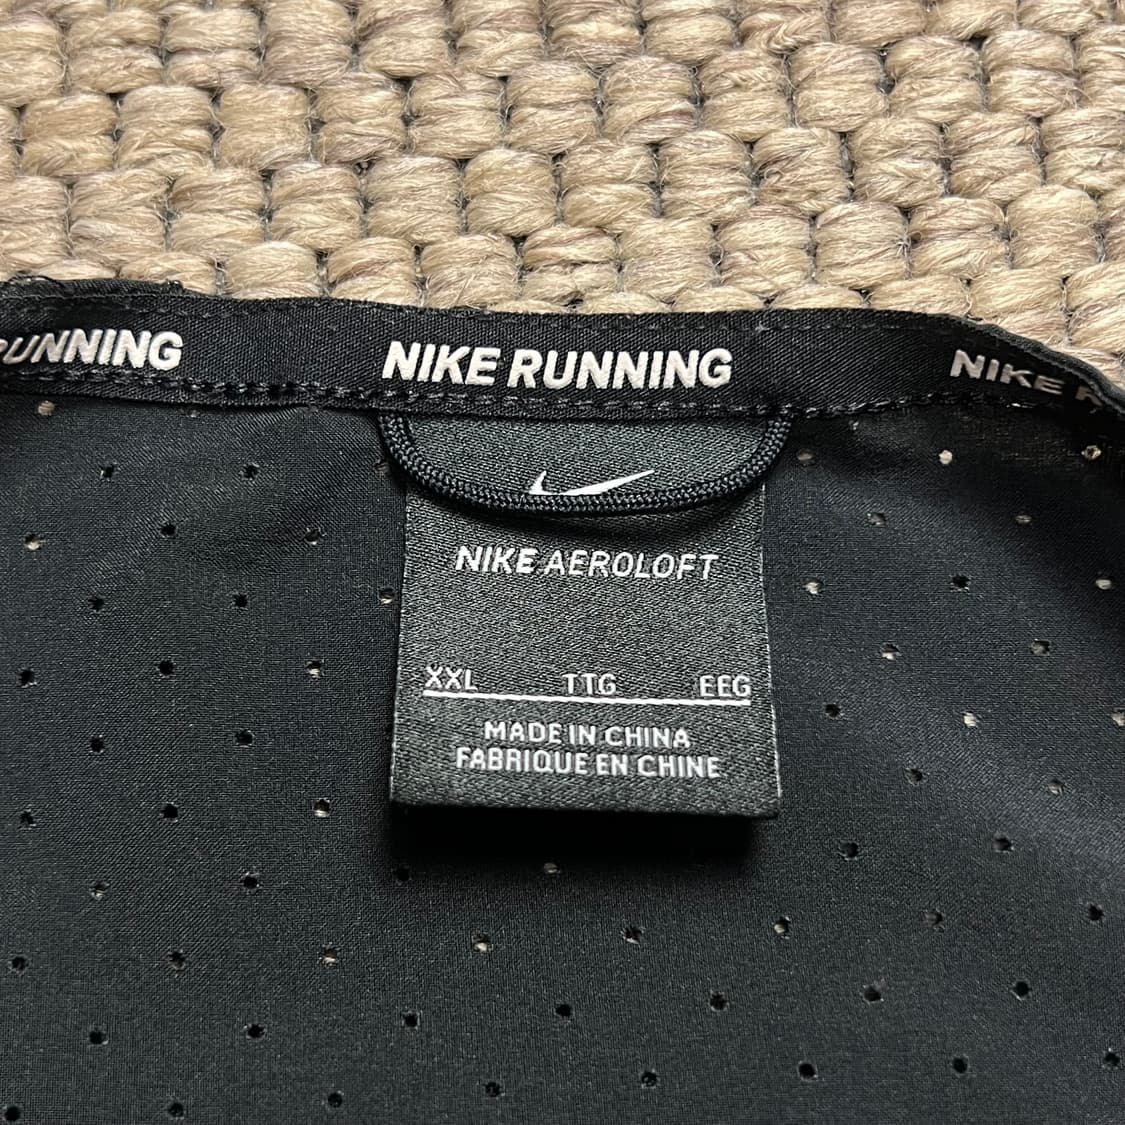 RUNNING NIKE RUNNING NIKE R
NIKE AEROLOFT
XXL TTG EEG
MADE IN CHINA
FABRIQUE EN CHINE